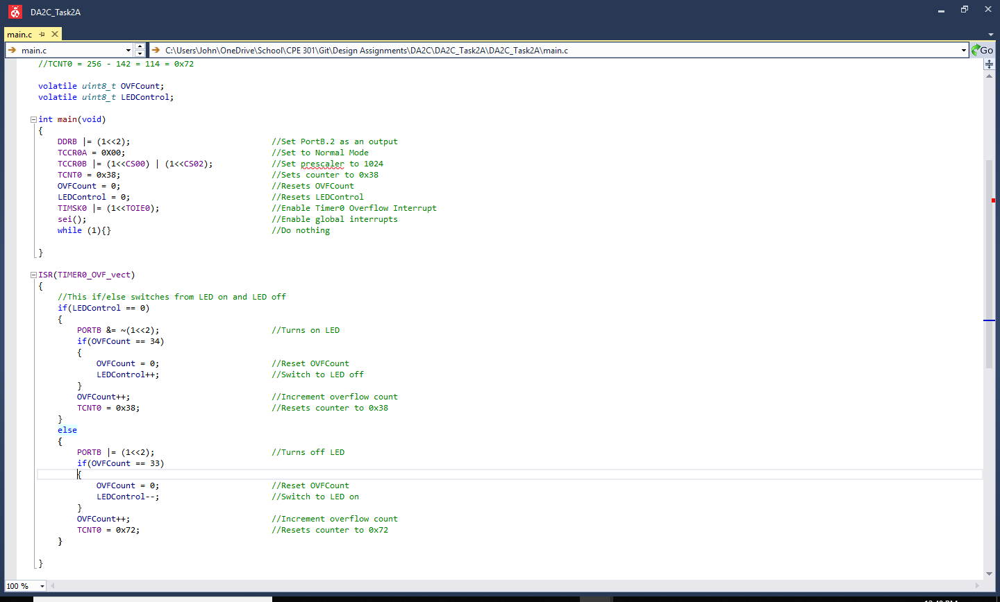 DA2C_Task2A
main.c
main.c
C:\Users\John\OneDrive\School\CPE 301\Git\Design Assignments\DA2C\DA2C_Task2A\DA2C_Task2A\main.c
Go
//TCNT0 = 256 - 142 = 114 = 0x72
volatile uint8_t OVFCount;
volatile uint8_t LEDControl;
int main(void)
{
DDRB |= (1<<2); //Set PortB.2 as an output
TCCR0A = 0X00; //Set to Normal Mode
TCCR0B |= (1<<CS00) | (1<<CS02); //Set prescaler to 1024
TCNT0 = 0x38; //Sets counter to 0x38
OVFCount = 0; //Resets OVFCount
LEDControl = 0; //Resets LEDControl
TIMSK0 |= (1<<TOIE0); //Enable Timer0 Overflow Interrupt
sei(); //Enable global interrupts
while (1){} //Do nothing
}
ISR(TIMER0_OVF_vect)
{
//This if/else switches from LED on and LED off
if(LEDControl == 0)
{
PORTB &= ~(1<<2); //Turns on LED
if(OVFCount == 34)
{
OVFCount = 0; //Reset OVFCount
LEDControl++; //Switch to LED off
}
OVFCount++; //Increment overflow count
TCNT0 = 0x38; //Resets counter to 0x38
}
else
{
PORTB |= (1<<2); //Turns off LED
if(OVFCount == 33)
{
OVFCount = 0; //Reset OVFCount
LEDControl--; //Switch to LED on
}
OVFCount++; //Increment overflow count
TCNT0 = 0x72; //Resets counter to 0x72
}
}
100 %